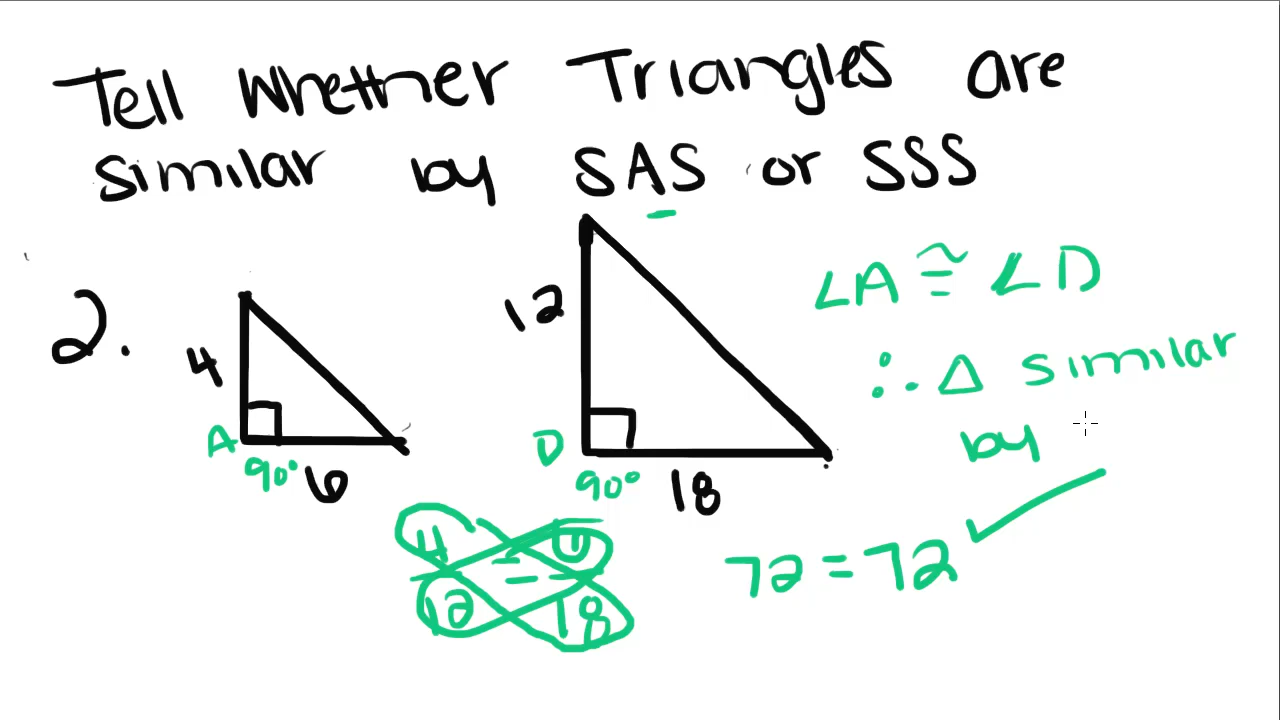 Tell Whether Triangles are
similar by SAS or SSS
2.
4
A
90°
6
12
D
90°
18
∠A ≅ ∠D
∴ Δ similar
by
4 = 6
12 18
72 = 72 ✓